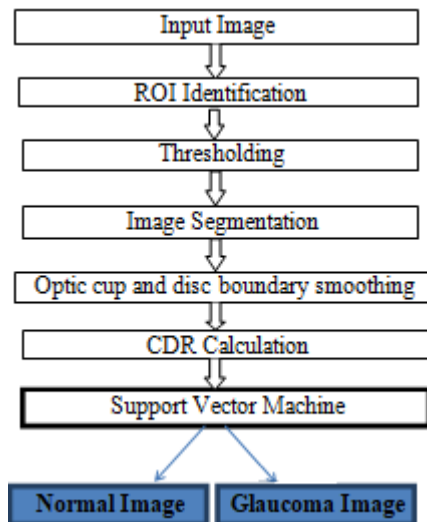 Input Image
ROI Identification
Thresholding
Image Segmentation
Optic cup and disc boundary smoothing
CDR Calculation
Support Vector Machine
Normal Image
Glaucoma Image